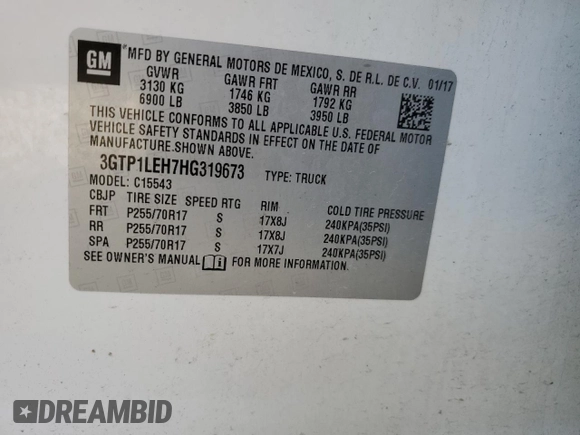 GM
MFD BY GENERAL MOTORS DE MEXICO, S. DE R.L. DE C.V. 01/17
GVWR GAWR FRT GAWR RR
3130 KG 1746 KG 1792 KG
6900 LB 3850 LB 3950 LB
THIS VEHICLE CONFORMS TO ALL APPLICABLE U.S. FEDERAL MOTOR
VEHICLE SAFETY STANDARDS IN EFFECT ON THE DATE OF
MANUFACTURE.SHOWN ABOVE.
3GTP1LEH7HG319673 TYPE: TRUCK
MODEL: C15543
CBJP TIRE SIZE SPEED RTG RIM COLD TIRE PRESSURE
FRT P255/70R17 S 17X8J 240KPA(35PSI)
RR P255/70R17 S 17X8J 240KPA(35PSI)
SPA P255/70R17 S 17X7J 240KPA(35PSI)
SEE OWNER'S MANUAL FOR MORE INFORMATION.
DREAMBID